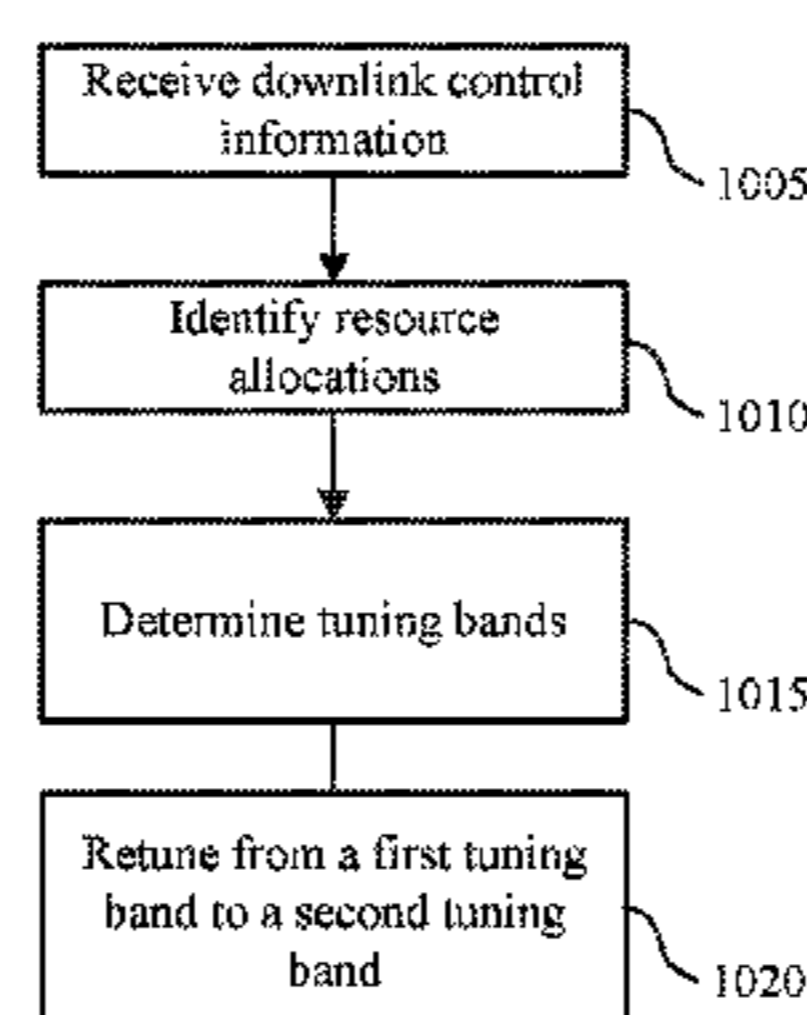 Receive downlink control
information
1005
Identify resource
allocations
1010
Determine tuning bands
1015
Retune from a first tuning
band to a second tuning
band
1020